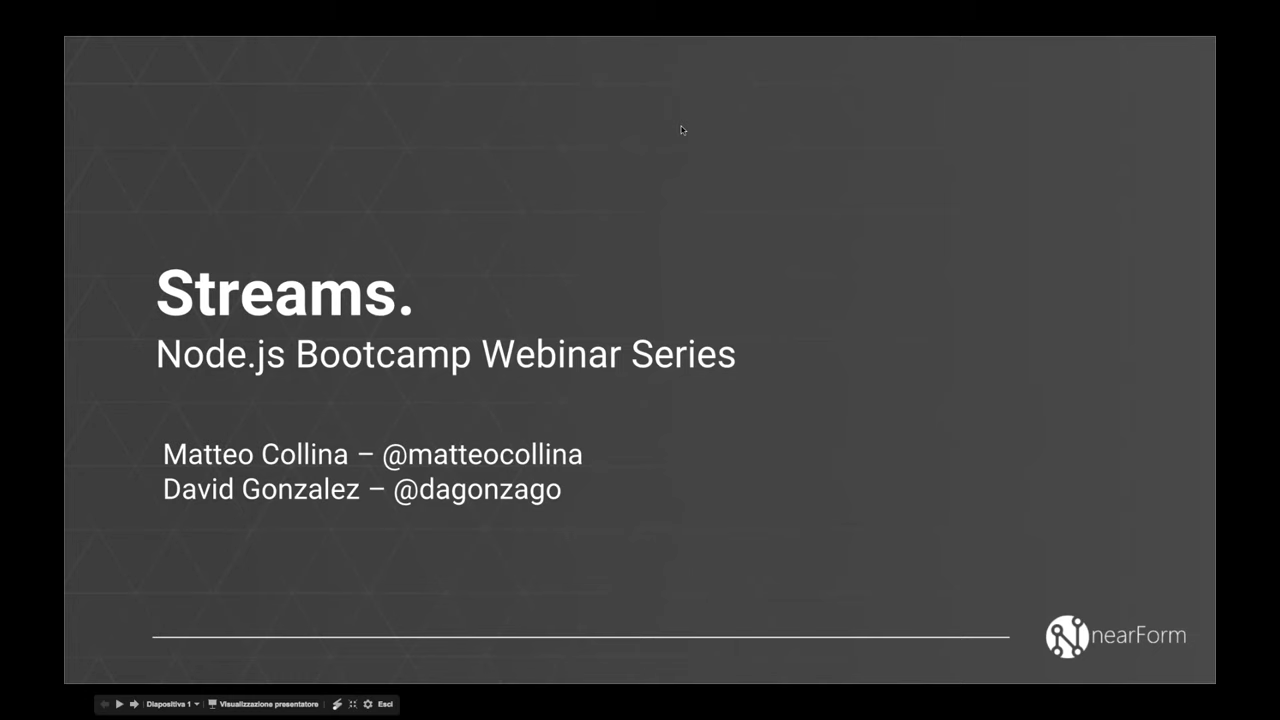 Streams.
Node.js Bootcamp Webinar Series
Matteo Collina – @matteocollina
David Gonzalez – @dagonzago
nearForm
Diapositiva 1
Visualizzazione presentatore
Esci